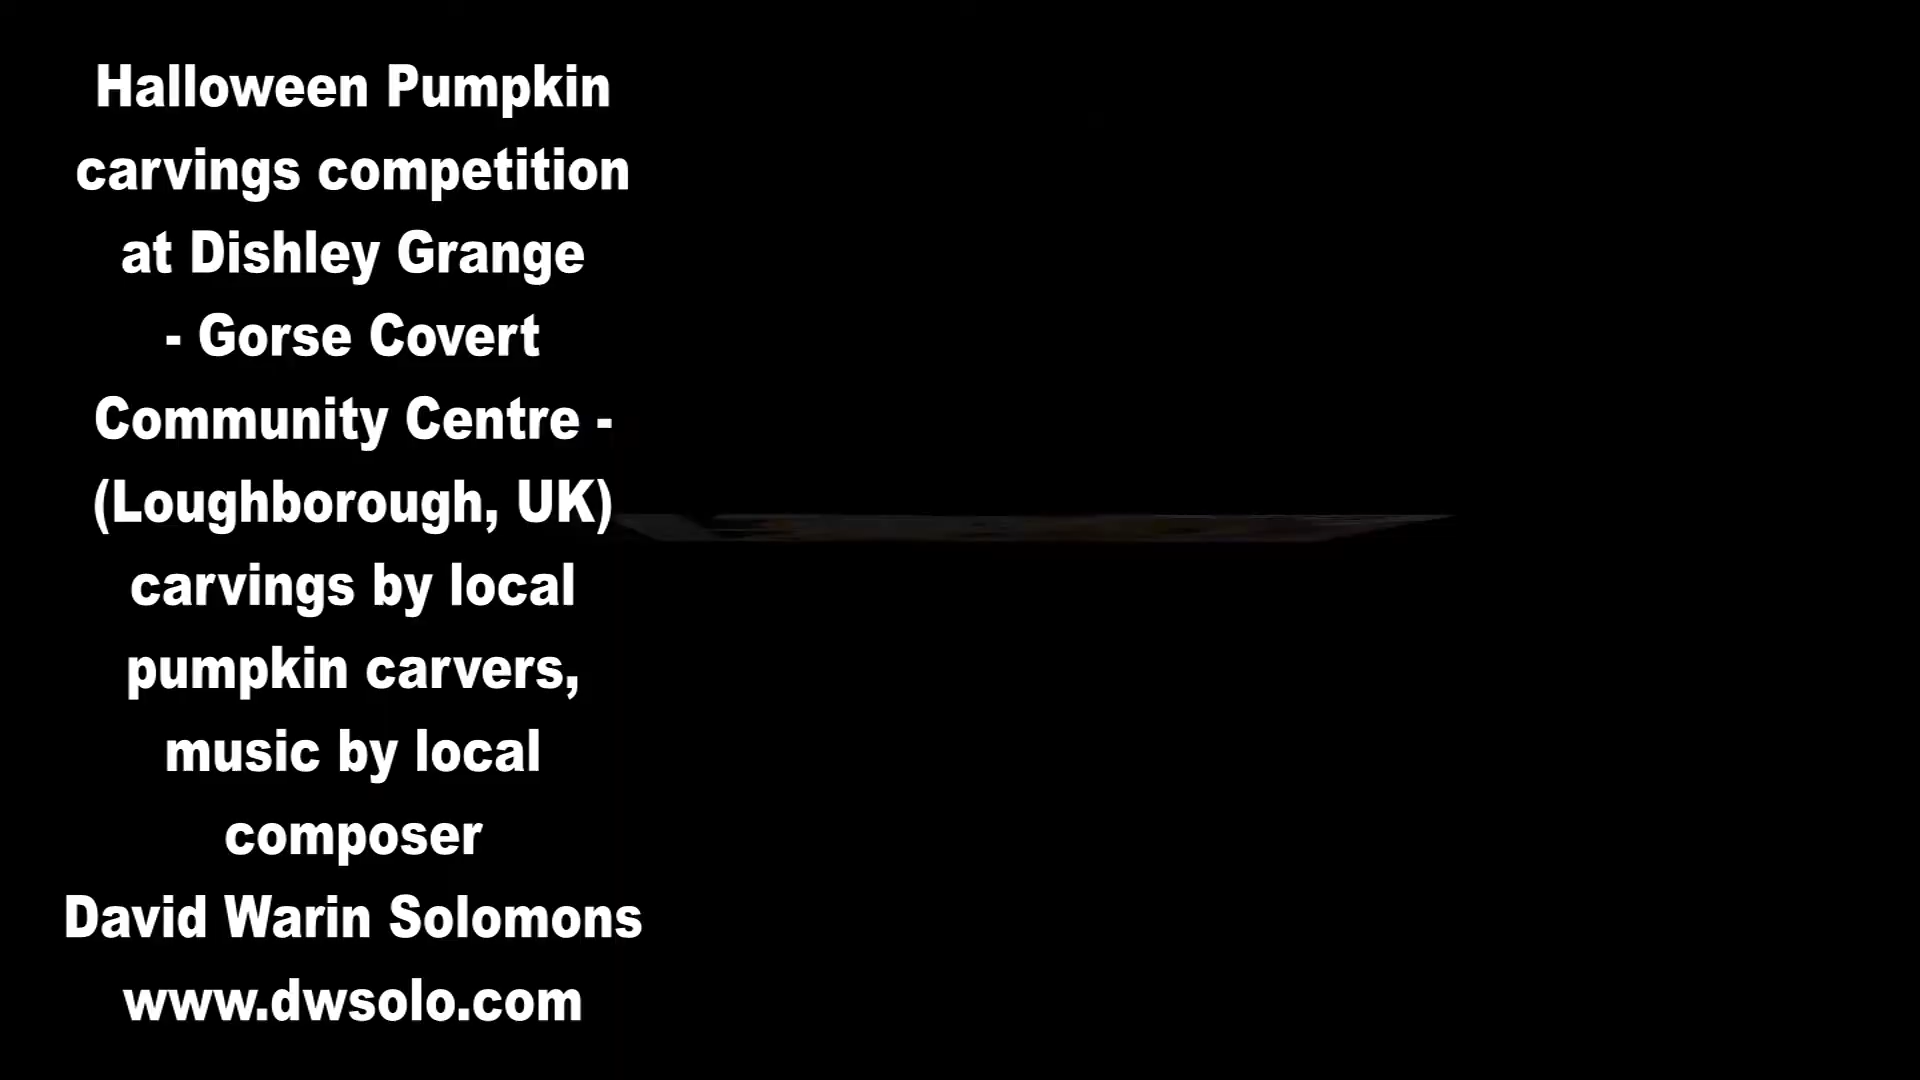 Halloween Pumpkin
carvings competition
at Dishley Grange
- Gorse Covert
Community Centre -
(Loughborough, UK)
carvings by local
pumpkin carvers,
music by local
composer
David Warin Solomons
www.dwsolo.com